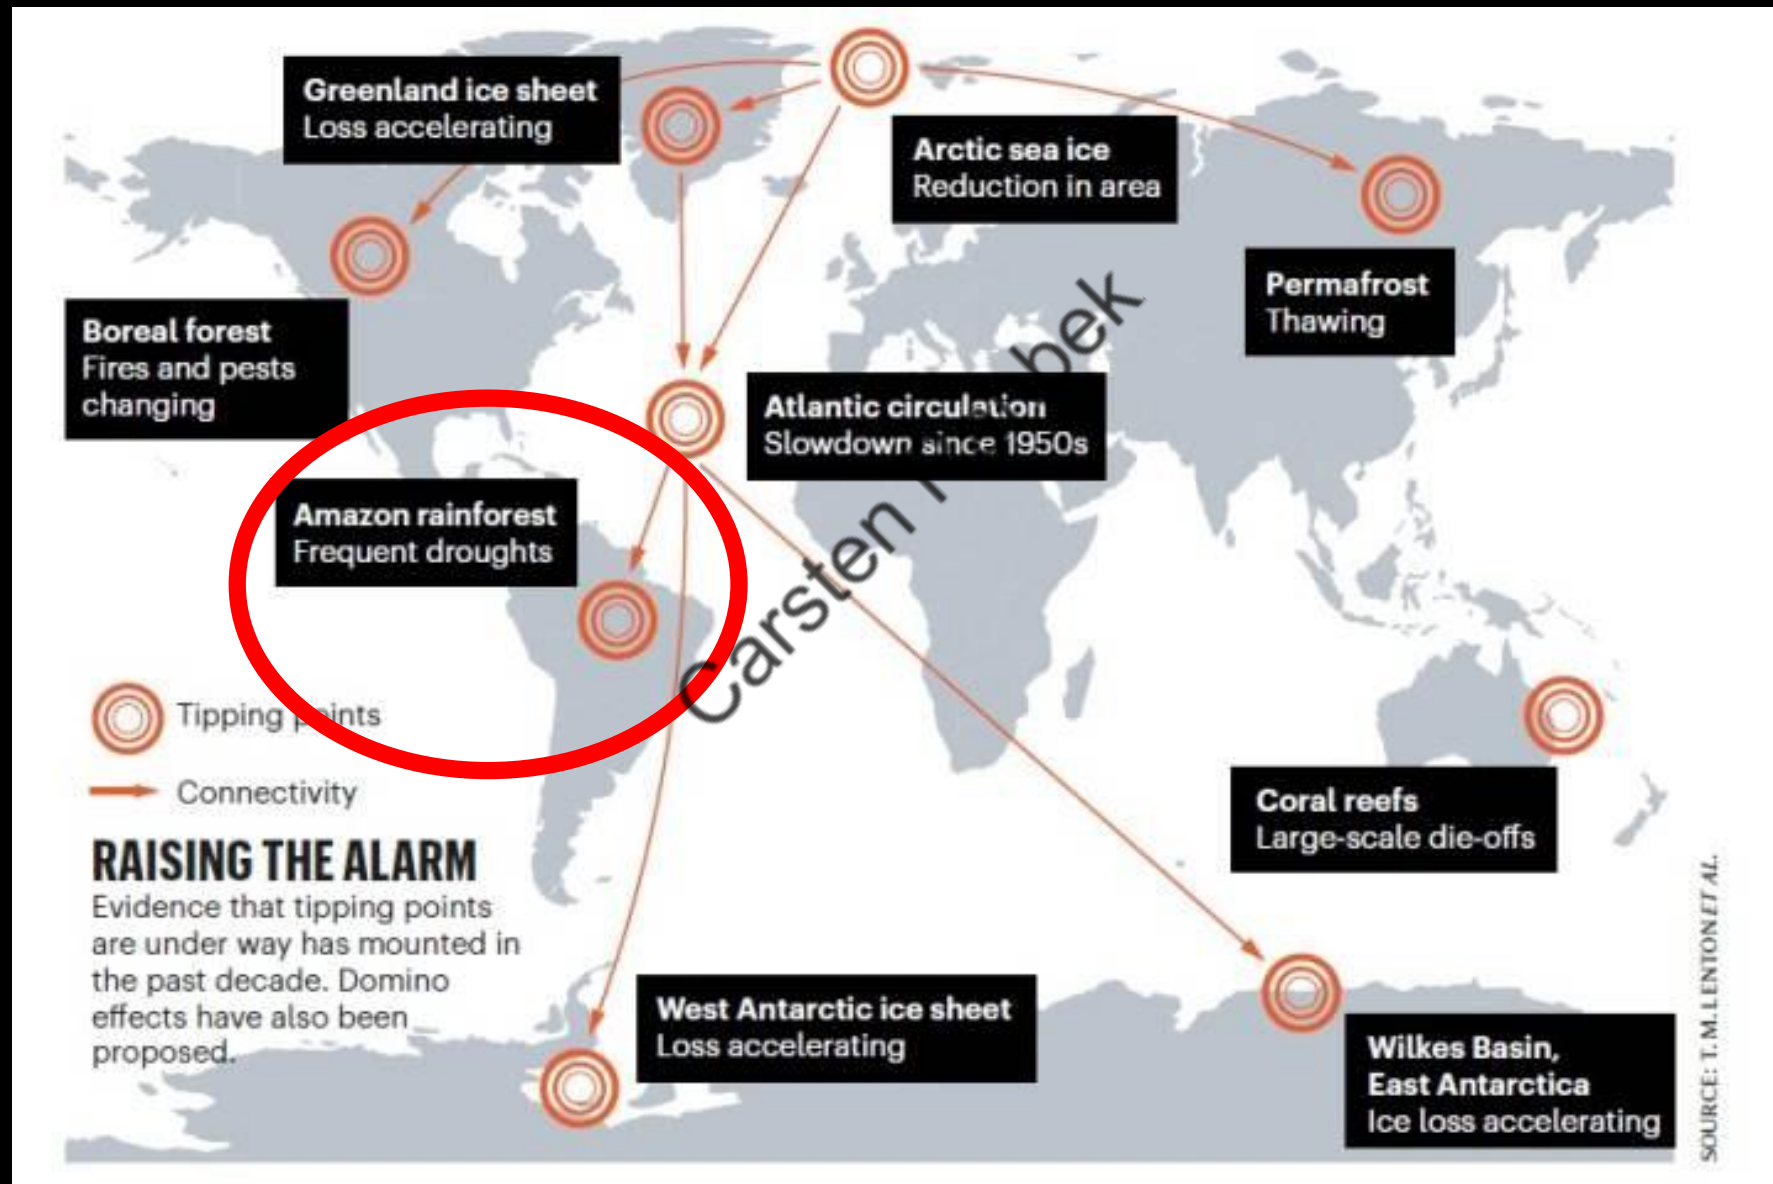 Greenland ice sheet
Loss accelerating
Arctic sea ice
Reduction in area
Permafrost
Thawing
Boreal forest
Fires and pests
changing
Atlantic circulation
Slowdown since 1950s
Amazon rainforest
Frequent droughts
Carsten bek
Tipping points
Connectivity
Coral reefs
Large-scale die-offs
RAISING THE ALARM
Evidence that tipping points
are under way has mounted in
the past decade. Domino
effects have also been
proposed.
West Antarctic ice sheet
Loss accelerating
Wilkes Basin,
East Antarctica
Ice loss accelerating
SOURCE: T. M. LENTON ET AL.